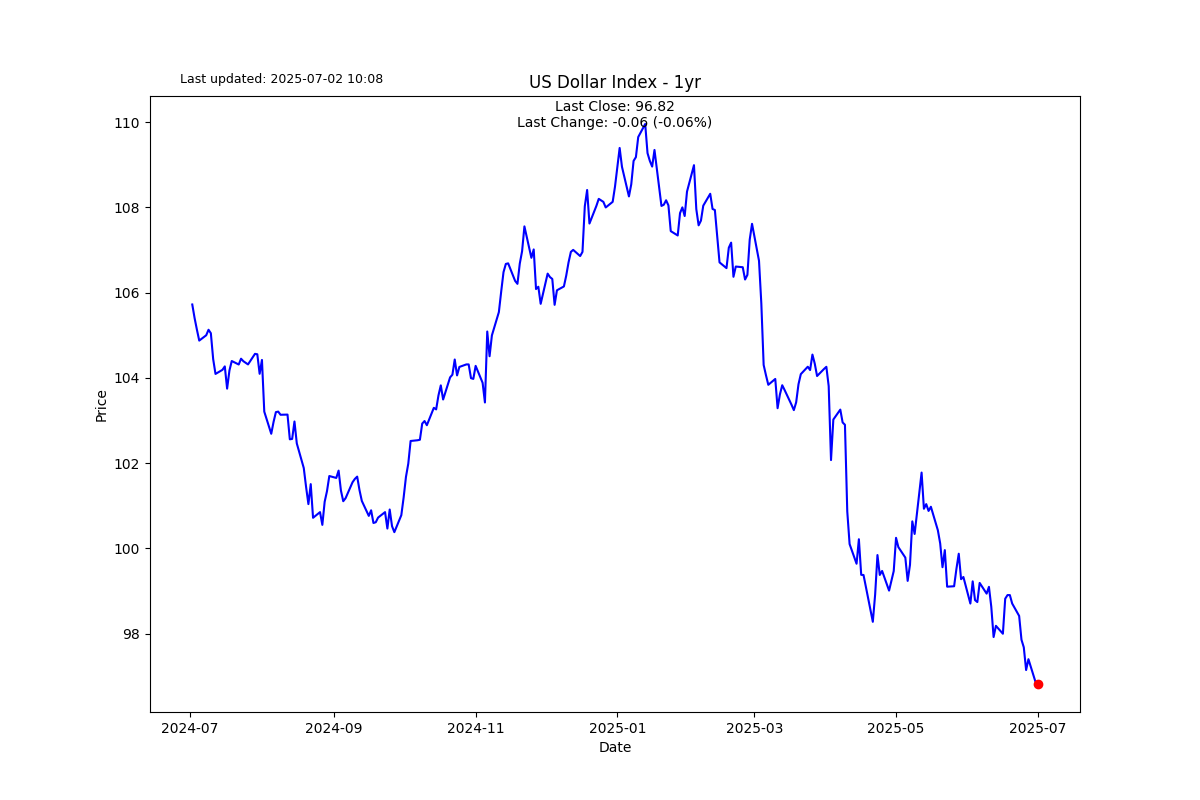 Last updated: 2025-07-02 10:08
US Dollar Index - 1yr
Last Close: 96.82
Last Change: -0.06 (-0.06%)
110
108
106
104
102
100
98
Price
2024-07
2024-09
2024-11
2025-01
2025-03
2025-05
2025-07
Date